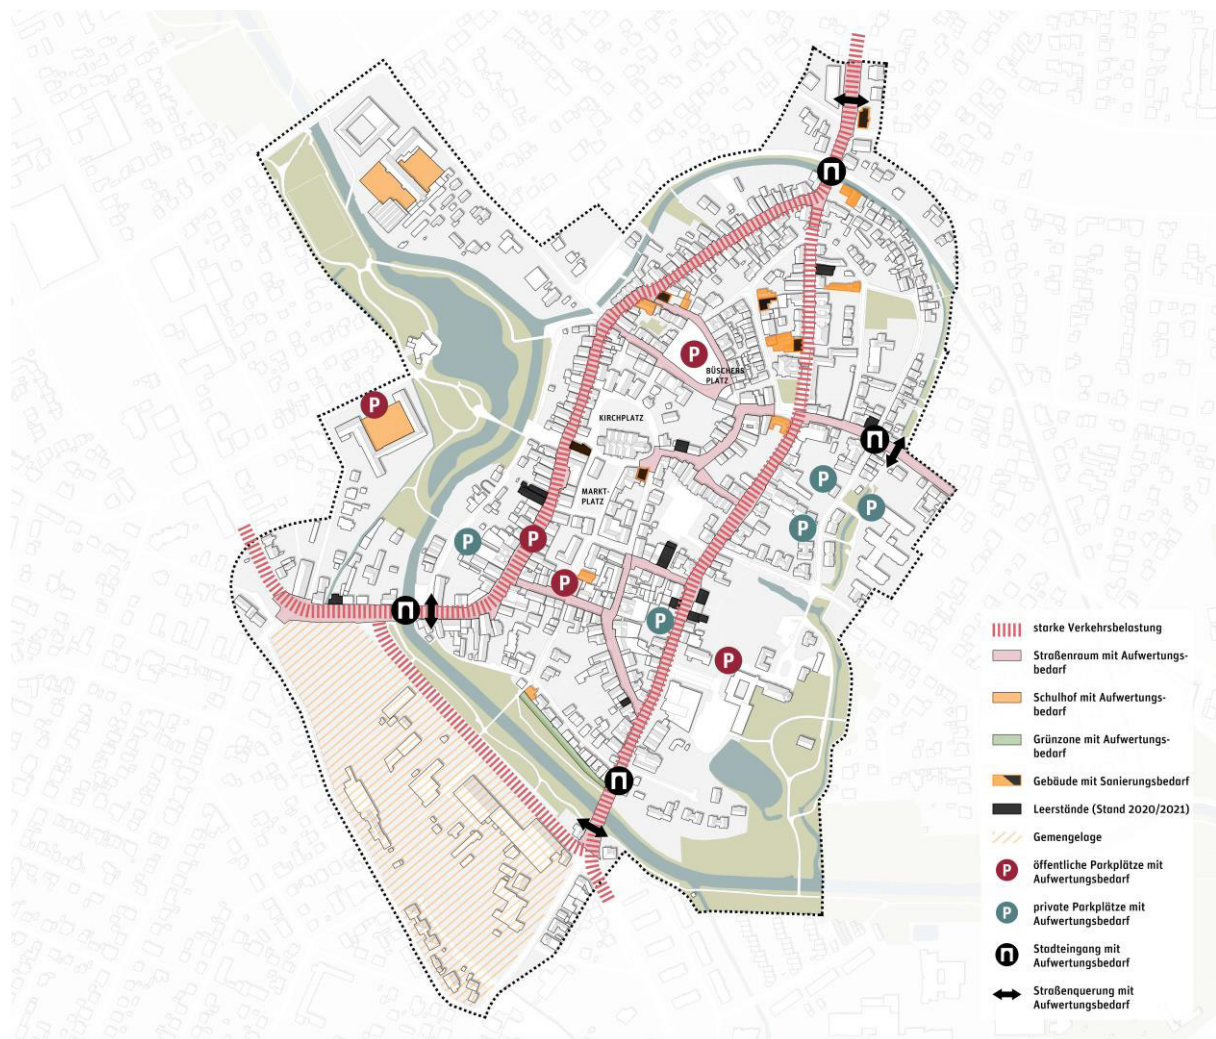 P
BÜSCHERS
PLATZ
KIRCHPLATZ
P
MARKT-
PLATZ
P
P
P
P
P
P
P
P
starke Verkehrsbelastung
Straßenraum mit Aufwertungs-
bedarf
Schulhof mit Aufwertungs-
bedarf
Grünzone mit Aufwertungs-
bedarf
Gebäude mit Sanierungsbedarf
Leerstände (Stand 2020/2021)
Gemengelage
P
öffentliche Parkplätze mit
Aufwertungsbedarf
P
private Parkplätze mit
Aufwertungsbedarf
Stadteingang mit
Aufwertungsbedarf
Straßenquerung mit
Aufwertungsbedarf